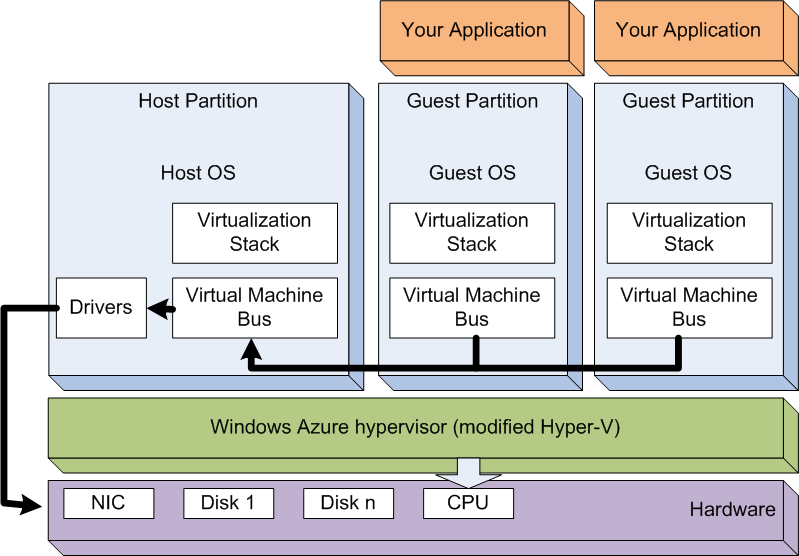 Your Application
Your Application
Host Partition
Guest Partition
Guest Partition
Host OS
Guest OS
Guest OS
Virtualization
Stack
Virtualization
Stack
Virtualization
Stack
Drivers
Virtual Machine
Bus
Virtual Machine
Bus
Virtual Machine
Bus
Windows Azure hypervisor (modified Hyper-V)
NIC
Disk 1
Disk n
CPU
Hardware